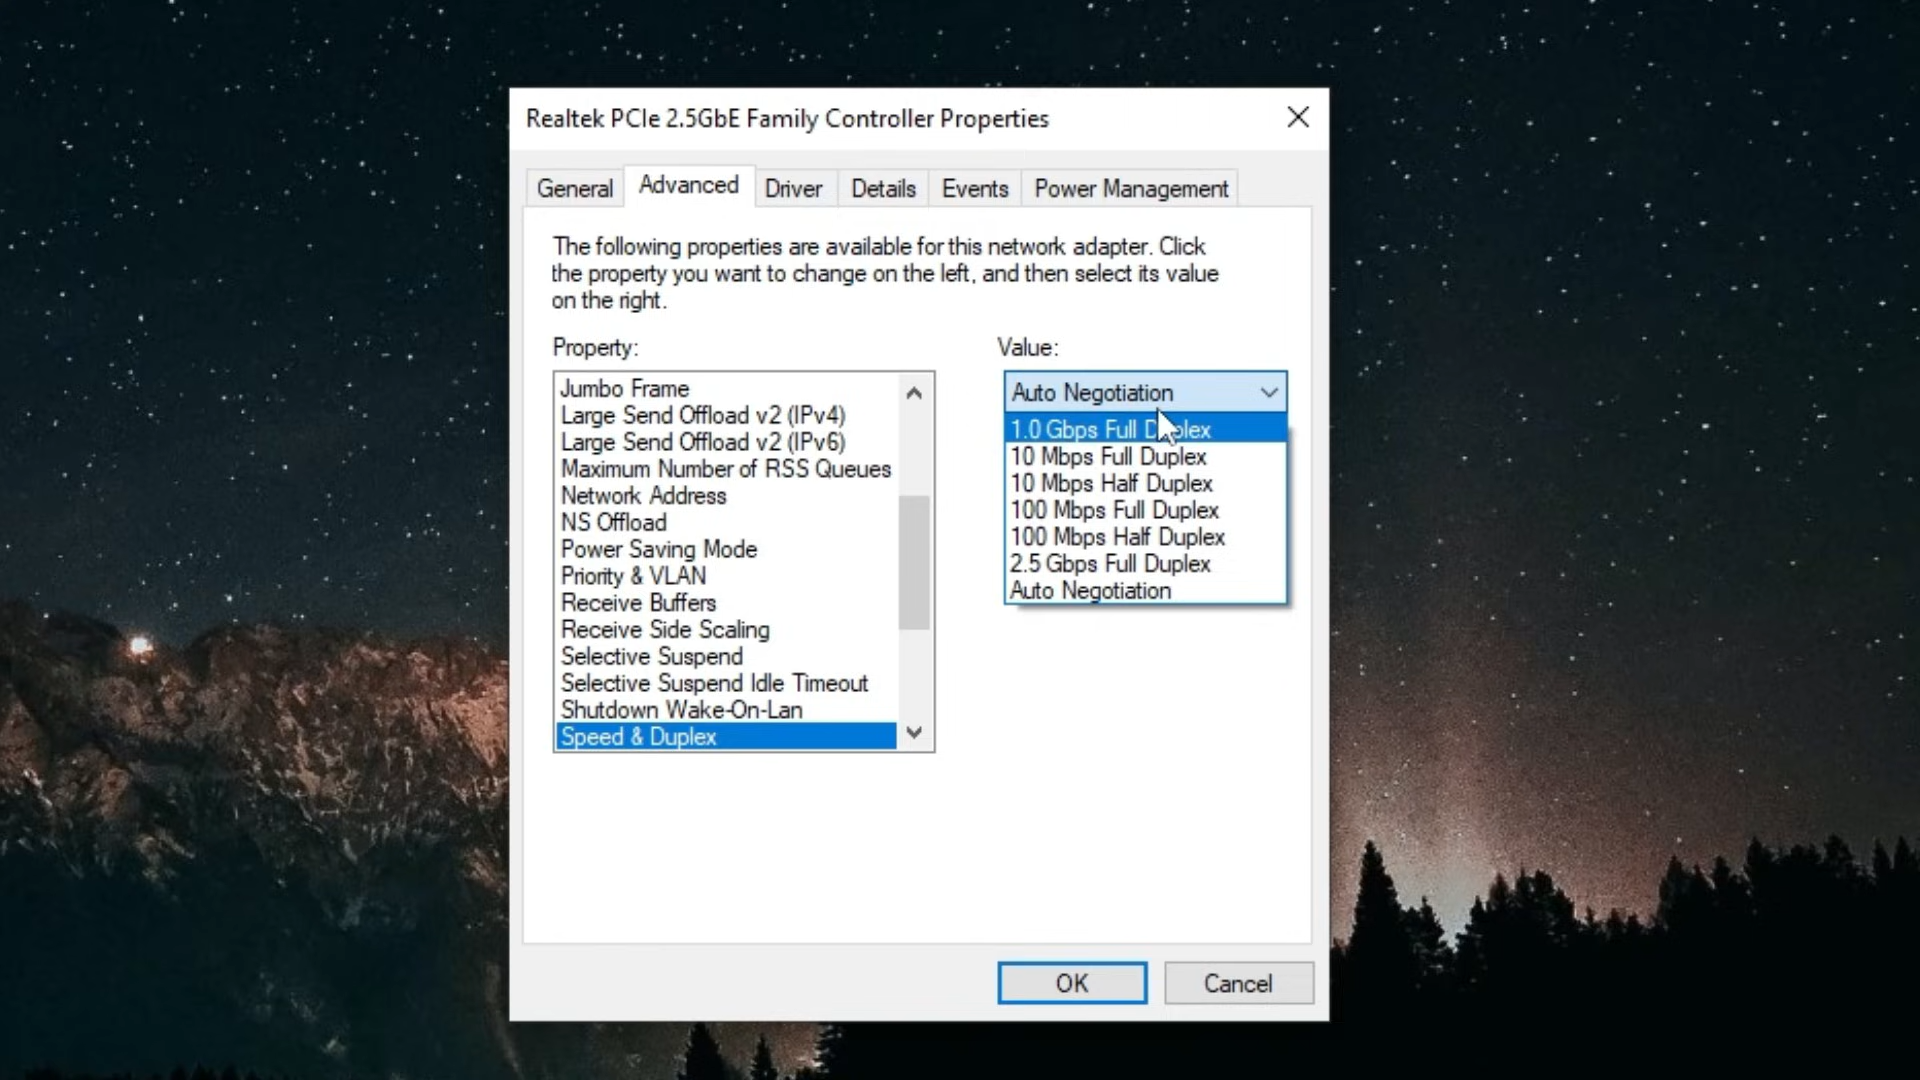 Realtek PCIe 2.5GbE Family Controller Properties
General
Advanced
Driver
Details
Events
Power Management
The following properties are available for this network adapter. Click
the property you want to change on the left, and then select its value
on the right.
Property:
Jumbo Frame
Large Send Offload v2 (IPv4)
Large Send Offload v2 (IPv6)
Maximum Number of RSS Queues
Network Address
NS Offload
Power Saving Mode
Priority & VLAN
Receive Buffers
Receive Side Scaling
Selective Suspend
Selective Suspend Idle Timeout
Shutdown Wake-On-Lan
Speed & Duplex
Value:
Auto Negotiation
1.0 Gbps Full Duplex
10 Mbps Full Duplex
10 Mbps Half Duplex
100 Mbps Full Duplex
100 Mbps Half Duplex
2.5 Gbps Full Duplex
Auto Negotiation
OK
Cancel